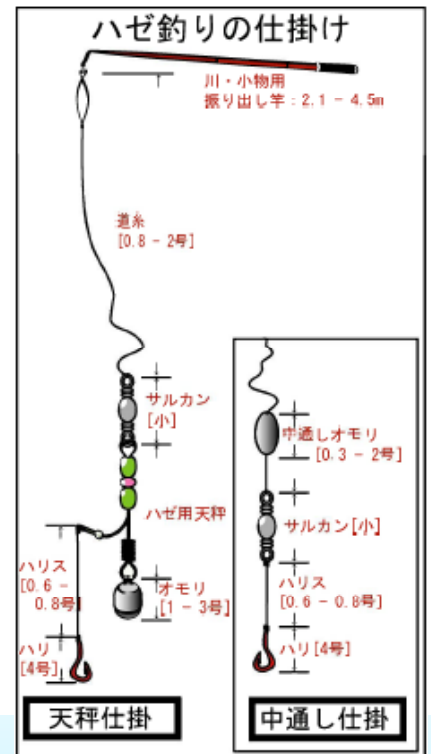 ハゼ釣りの仕掛け
川・小物用
振り出し竿：2.1 - 4.5m
道糸
[0.8 - 2号]
サルカン
[小]
ハゼ用天秤
ハリス
[0.6 -
0.8号]
オモリ
[1 - 3号]
ハリ
[4号]
天秤仕掛
中通しオモリ
[0.3 - 2号]
サルカン[小]
ハリス
[0.6 - 0.8号]
ハリ[4号]
中通し仕掛